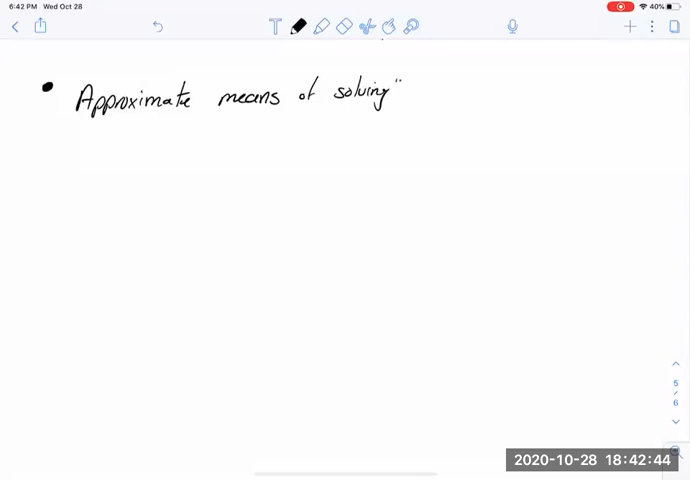 6:42 PM Wed Oct 28
40%
T
• Approximate means of solving"
5
/
6
2020-10-28 18:42:44